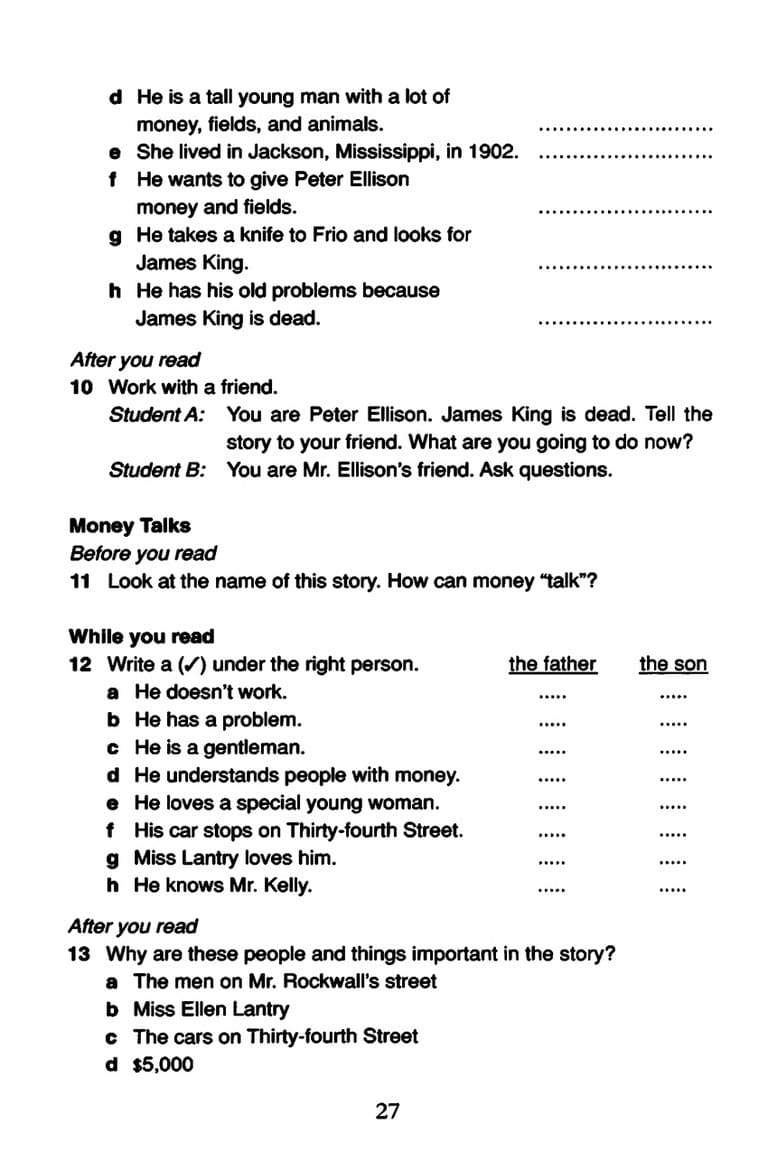 d He is a tall young man with a lot of
money, fields, and animals. ..........................
e She lived in Jackson, Mississippi, in 1902. ..........................
f He wants to give Peter Ellison
money and fields. ..........................
g He takes a knife to Frio and looks for
James King. ..........................
h He has his old problems because
James King is dead. ..........................
After you read
10 Work with a friend.
Student A: You are Peter Ellison. James King is dead. Tell the
story to your friend. What are you going to do now?
Student B: You are Mr. Ellison's friend. Ask questions.
Money Talks
Before you read
11 Look at the name of this story. How can money “talk”?
While you read
12 Write a (✓) under the right person. the father the son
a He doesn't work. ..... .....
b He has a problem. ..... .....
c He is a gentleman. ..... .....
d He understands people with money. ..... .....
e He loves a special young woman. ..... .....
f His car stops on Thirty-fourth Street. ..... .....
g Miss Lantry loves him. ..... .....
h He knows Mr. Kelly. ..... .....
After you read
13 Why are these people and things important in the story?
a The men on Mr. Rockwall's street
b Miss Ellen Lantry
c The cars on Thirty-fourth Street
d $5,000
27